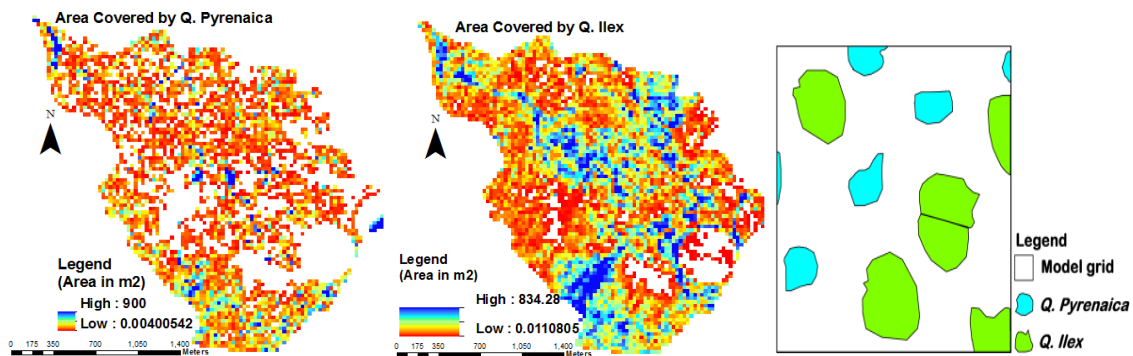 Area Covered by Q. Pyrenaica
N
Legend
(Area in m2)
High : 900
Low : 0.00400542
0 175 350 700 1,050 1,400
Meters
Area Covered by Q. Ilex
N
Legend
(Area in m2)
High : 834.28
Low : 0.0110805
0 175 350 700 1,050 1,400
Meters
Legend
Model grid
Q. Pyrenaica
Q. Ilex